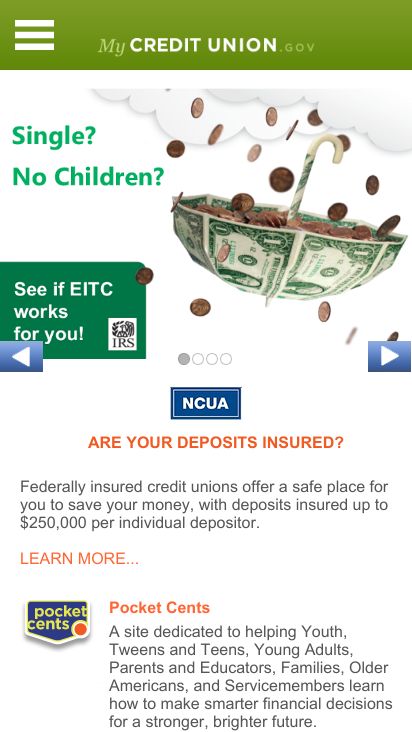 My CREDIT UNION.GOV
Single?
No Children?
See if EITC
works
for you!
IRS
NCUA
ARE YOUR DEPOSITS INSURED?
Federally insured credit unions offer a safe place for
you to save your money, with deposits insured up to
$250,000 per individual depositor.
LEARN MORE...
pocket
cents
Pocket Cents
A site dedicated to helping Youth,
Tweens and Teens, Young Adults,
Parents and Educators, Families, Older
Americans, and Servicemembers learn
how to make smarter financial decisions
for a stronger, brighter future.